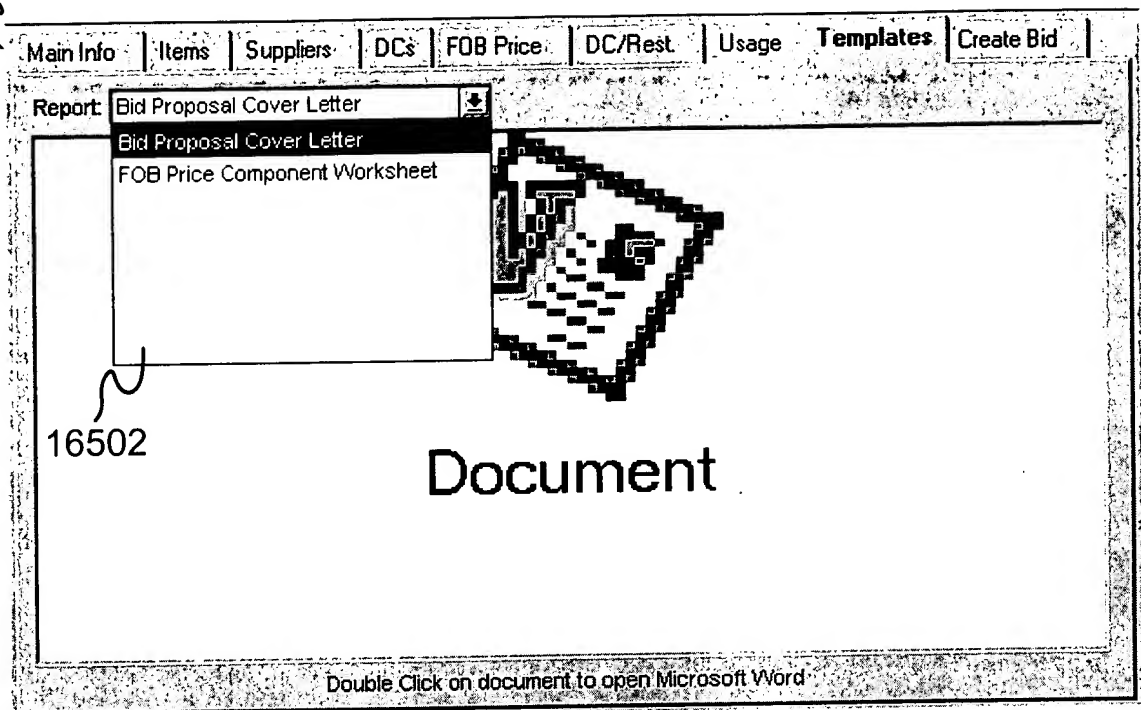 Main Info Items Suppliers DCs FOB Price DC/Rest. Usage Templates Create Bid
Report: Bid Proposal Cover Letter
Bid Proposal Cover Letter
FOB Price Component Worksheet
16502
Document
Double Click on document to open Microsoft Word